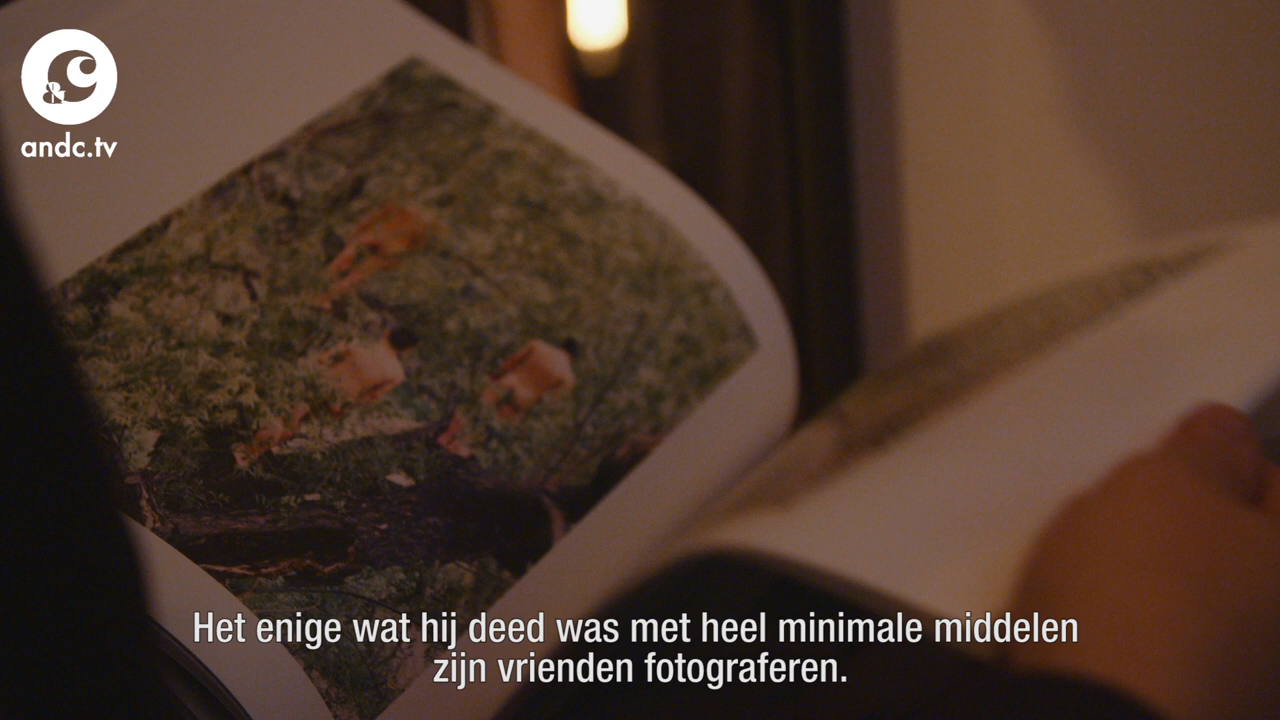 &C
andc.tv
Het enige wat hij deed was met heel minimale middelen
zijn vrienden fotograferen.